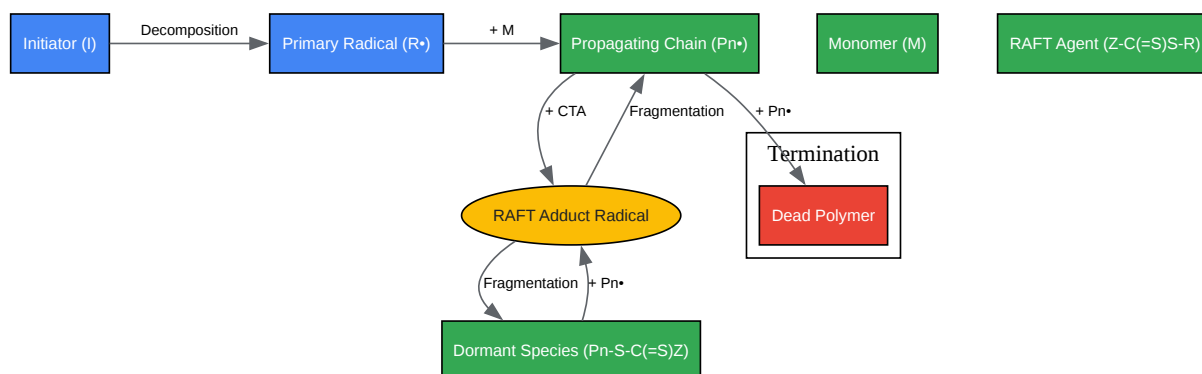 Initiator (I)
Decomposition
Primary Radical (R•)
+ M
Propagating Chain (Pn•)
Monomer (M)
RAFT Agent (Z-C(=S)S-R)
+ CTA
Fragmentation
+ Pn•
Termination
RAFT Adduct Radical
Dead Polymer
Fragmentation
+ Pn•
Dormant Species (Pn-S-C(=S)Z)